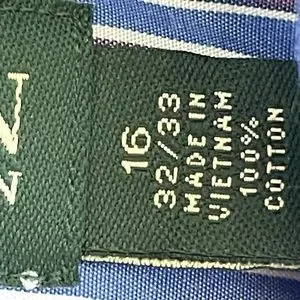 16
32/33
MADE IN
VIETNAM
100%
COTTON